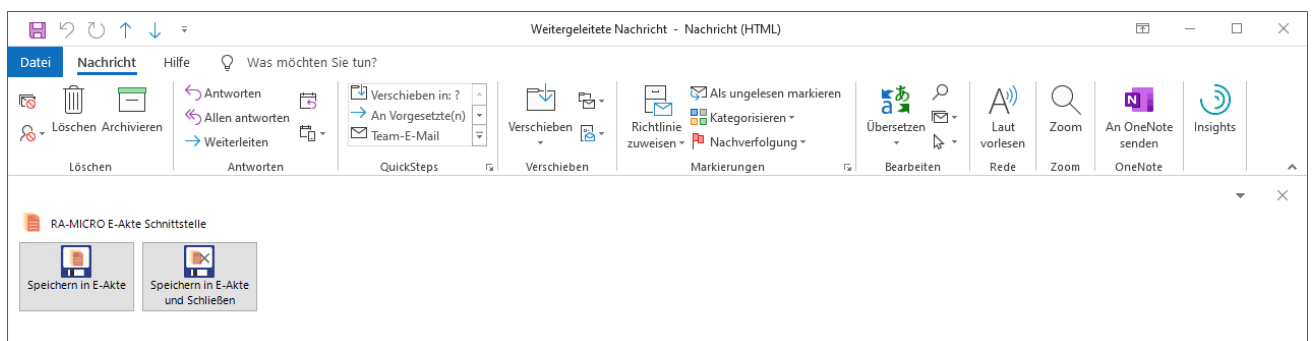 Weitergeleitete Nachricht - Nachricht (HTML)
Datei Nachricht Hilfe Was möchten Sie tun?
Löschen Archivieren
Löschen
Antworten
Allen antworten
Weiterleiten
Antworten
Verschieben in: ?
An Vorgesetzte(n)
Team-E-Mail
QuickSteps
Verschieben
Verschieben
Richtlinie
zuweisen
Als ungelesen markieren
Kategorisieren
Nachverfolgung
Markierungen
Übersetzen
Bearbeiten
Laut
vorlesen
Rede
Zoom
Zoom
An OneNote
senden
OneNote
Insights
RA-MICRO E-Akte Schnittstelle
Speichern in E-Akte
Speichern in E-Akte
und Schließen